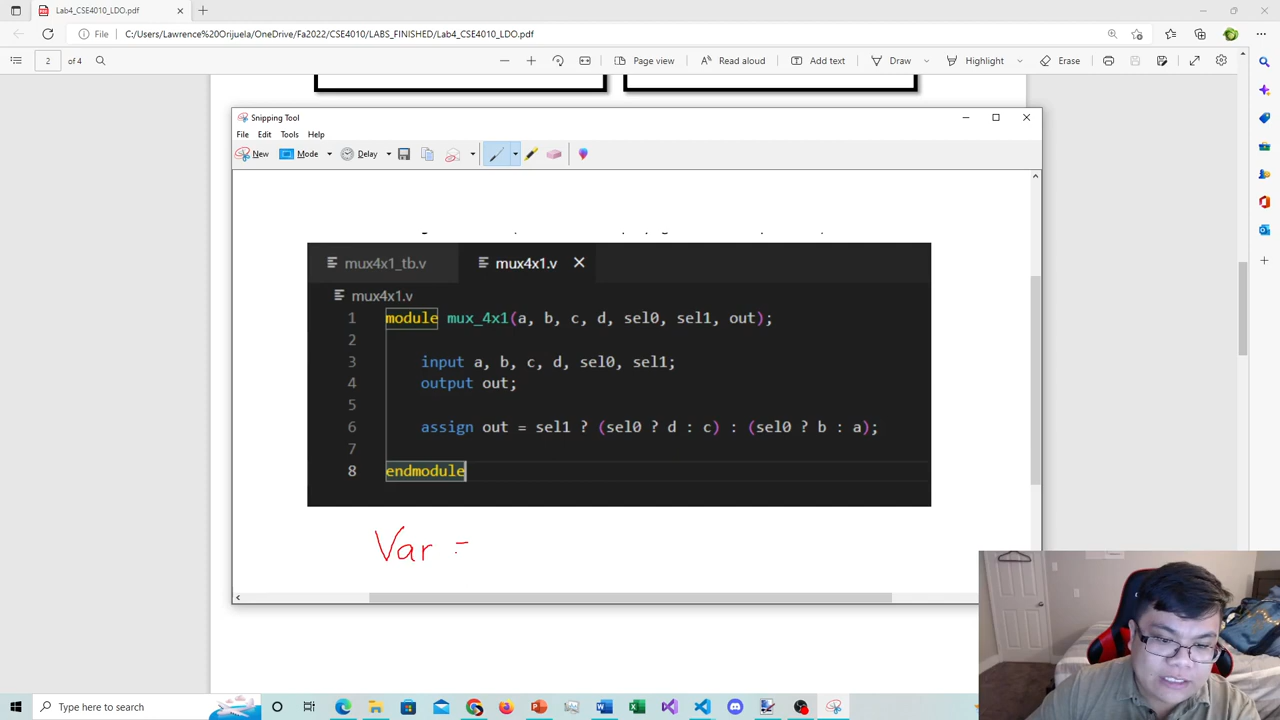 Lab4_CSE4010_LDO.pdf
File C:/Users/Lawrence%20Orijuela/OneDrive/Fa2022/CSE4010/LABS_FINISHED/Lab4_CSE4010_LDO.pdf
2 of 4 Page view Read aloud Add text Draw Highlight Erase
Snipping Tool
File Edit Tools Help
New Mode Delay
mux4x1_tb.v mux4x1.v
mux4x1.v
1 module mux_4x1(a, b, c, d, sel0, sel1, out);
2
3 input a, b, c, d, sel0, sel1;
4 output out;
5
6 assign out = sel1 ? (sel0 ? d : c) : (sel0 ? b : a);
7
8 endmodule
Var =
Type here to search